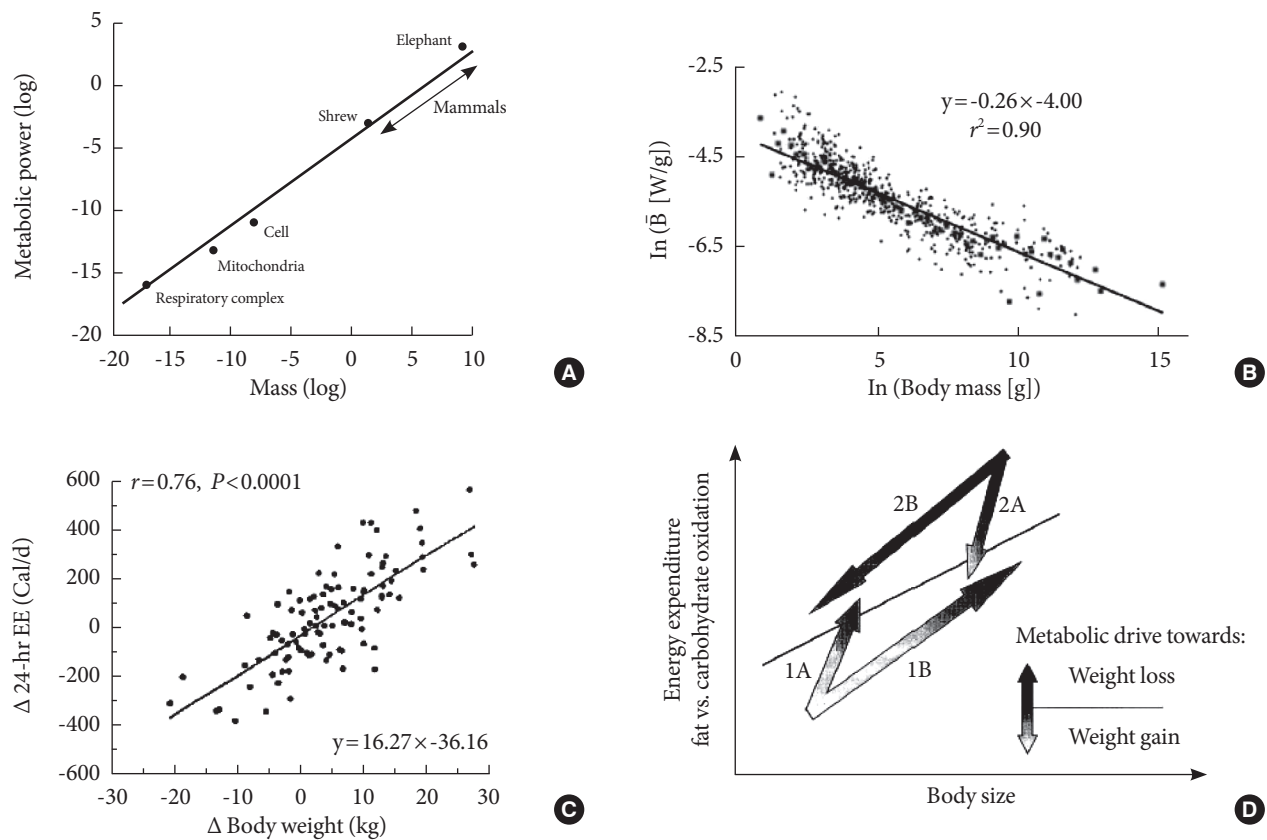 5
0
-5
-10
-15
-20
Metabolic power (log)
Elephant
Shrew
Mammals
Cell
Mitochondria
Respiratory complex
-20 -15 -10 -5 0 5 10
Mass (log)
A
-2.5
-4.5
-6.5
-8.5
In (B̄ [W/g])
y=-0.26×-4.00
r²=0.90
0 5 10 15
In (Body mass [g])
B
600
400
200
0
-200
-400
-600
Δ 24-hr EE (Cal/d)
r=0.76, P<0.0001
y=16.27×-36.16
-30 -20 -10 0 10 20 30
Δ Body weight (kg)
C
Energy expenditure
fat vs. carbohydrate oxidation
2B
2A
1A
1B
Metabolic drive towards:
Weight loss
Weight gain
Body size
D